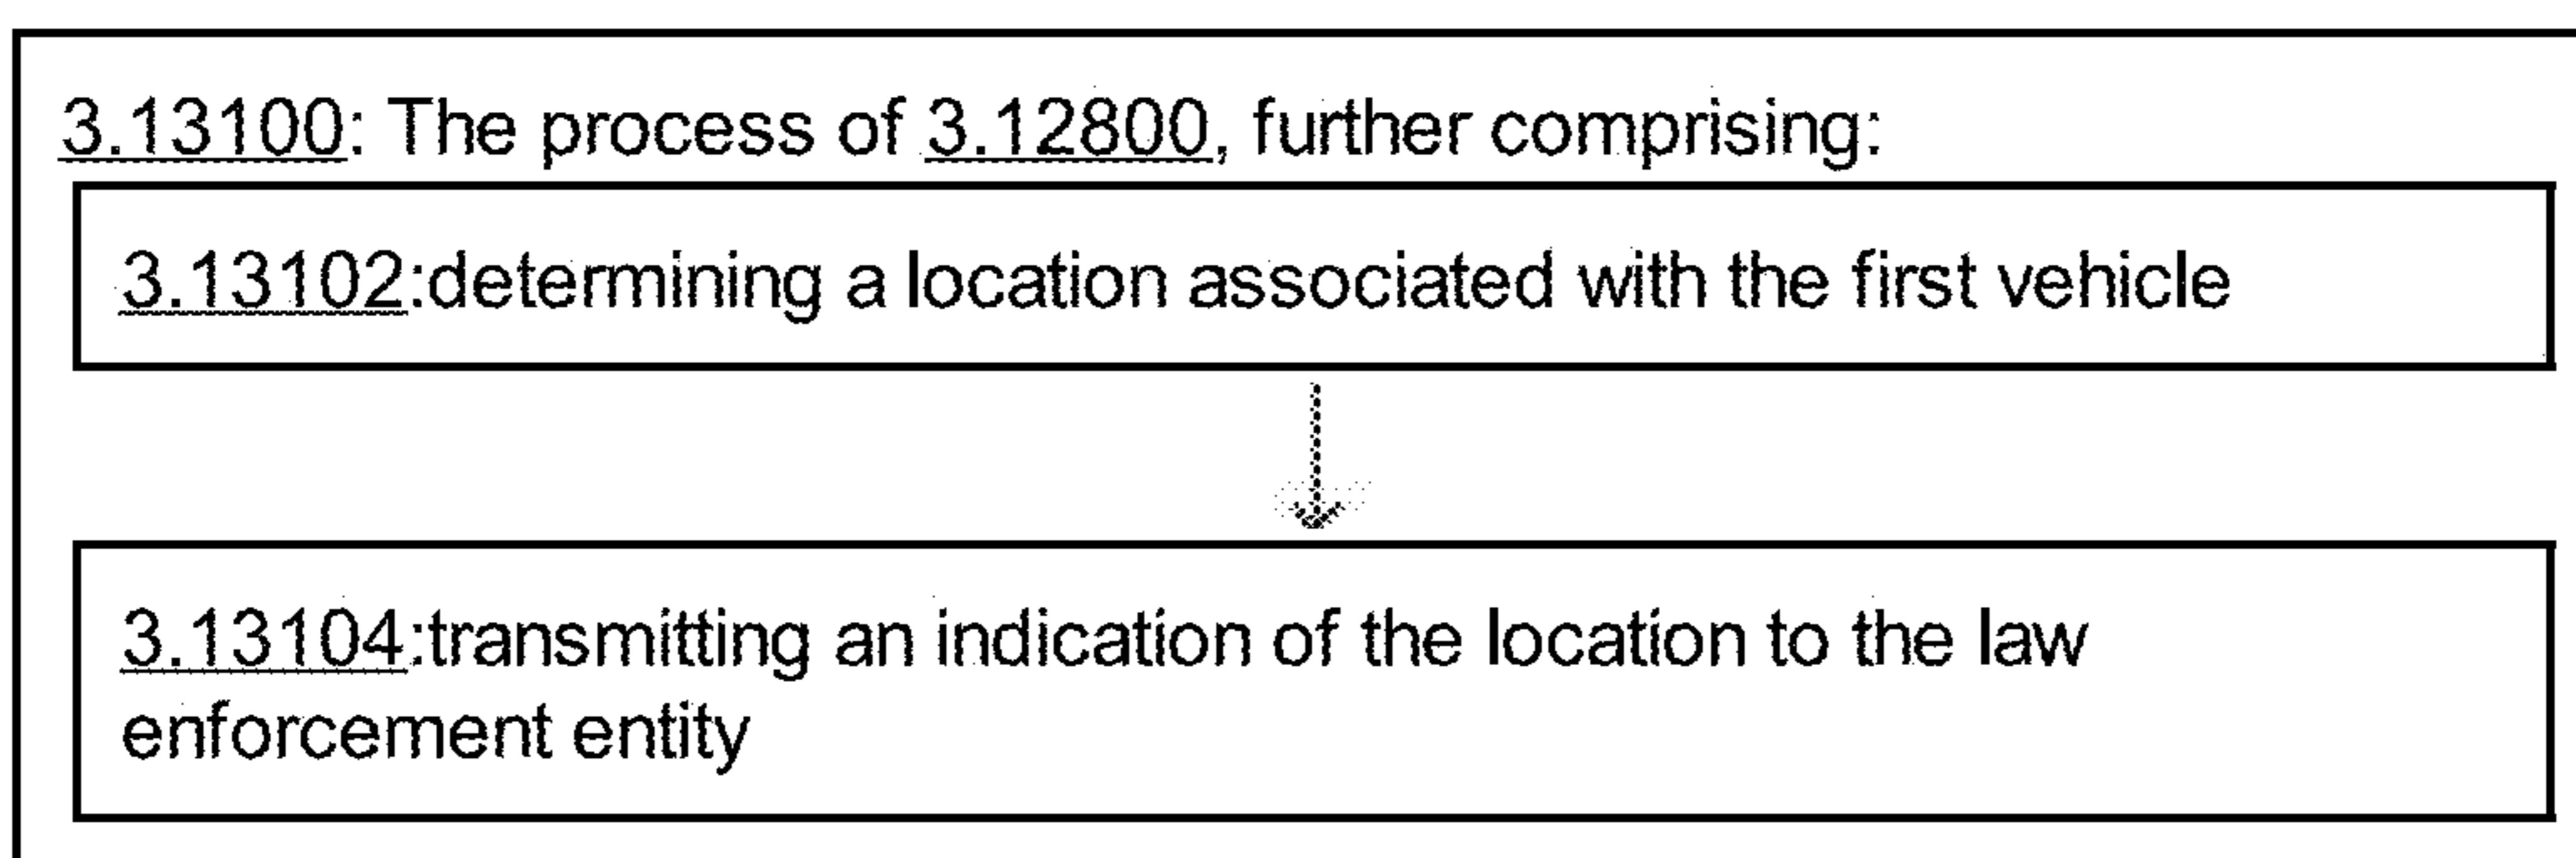 3.13100: The process of 3.12800, further comprising:
3.13102:determining a location associated with the first vehicle
3.13104:transmitting an indication of the location to the law
enforcement entity